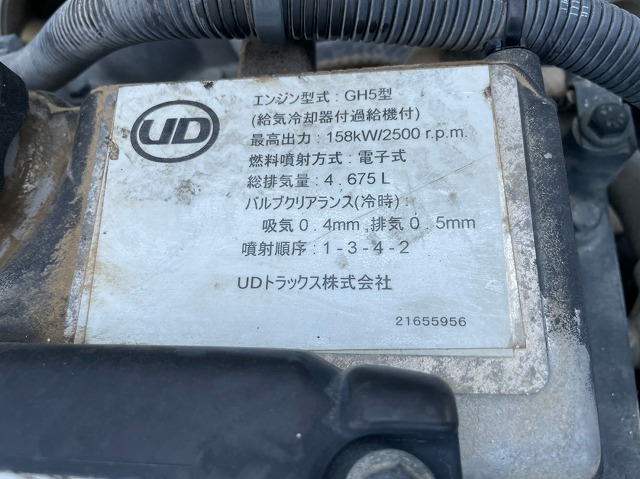 UD
エンジン型式：GH5型
(給気冷却器付過給機付)
最高出力：158kW/2500 r.p.m.
燃料噴射方式：電子式
総排気量：4.675L
バルブクリアランス(冷時)：
吸気0.4mm,排気0.5mm
噴射順序：1-3-4-2
UDトラックス株式会社
21655956